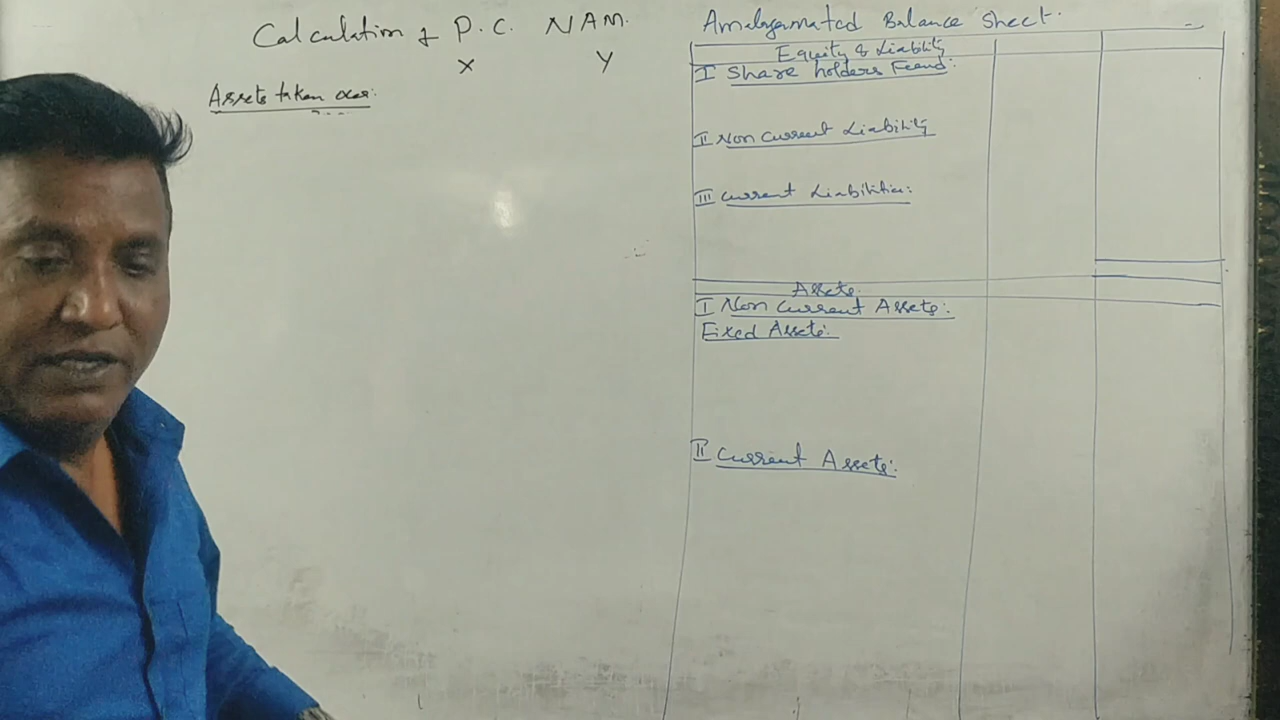 Calculation of P.C. NAM.
X Y
Assets taken over:
Amalgamated Balance Sheet.
Equity & Liability
I Share holders Fund:
II Non Current Liability
III Current Liabilities:
Assets.
I Non Current Assets:
Fixed Assets:
II Current Assets: